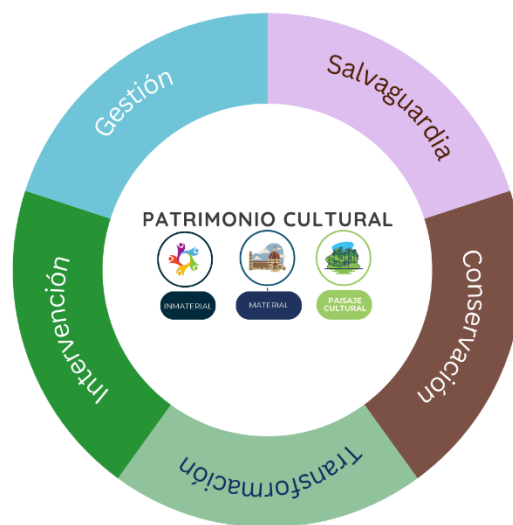 Gestión
Salvaguardia
Conservación
Transformación
Intervención
PATRIMONIO CULTURAL
INMATERIAL
MATERIAL
PAISAJE
CULTURAL